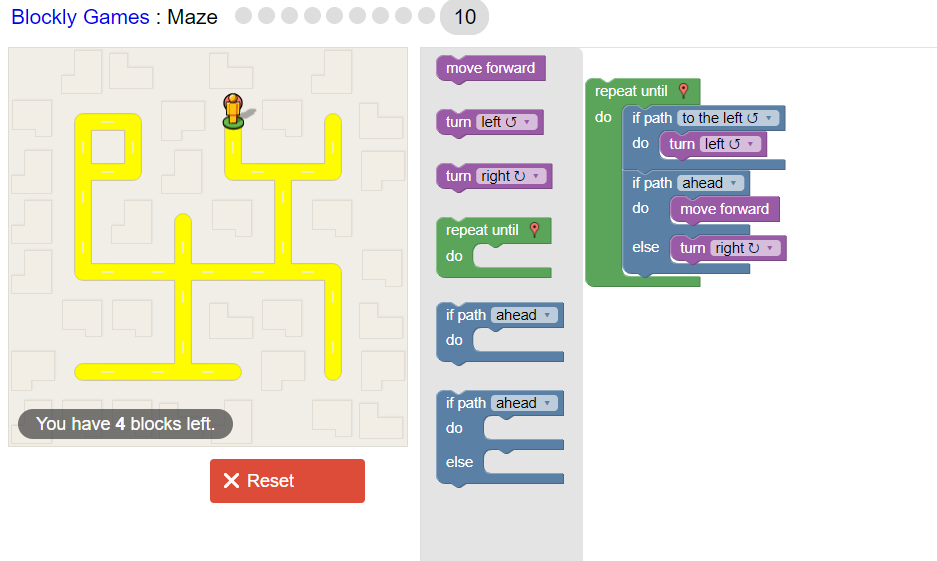 Blockly Games : Maze 10
You have 4 blocks left.
Reset
move forward
turn left ↺ ▾
turn right ↻ ▾
repeat until
do
if path ahead ▾
do
if path ahead ▾
do
else
repeat until
do
if path to the left ↺ ▾
do turn left ↺ ▾
if path ahead ▾
do move forward
else turn right ↻ ▾